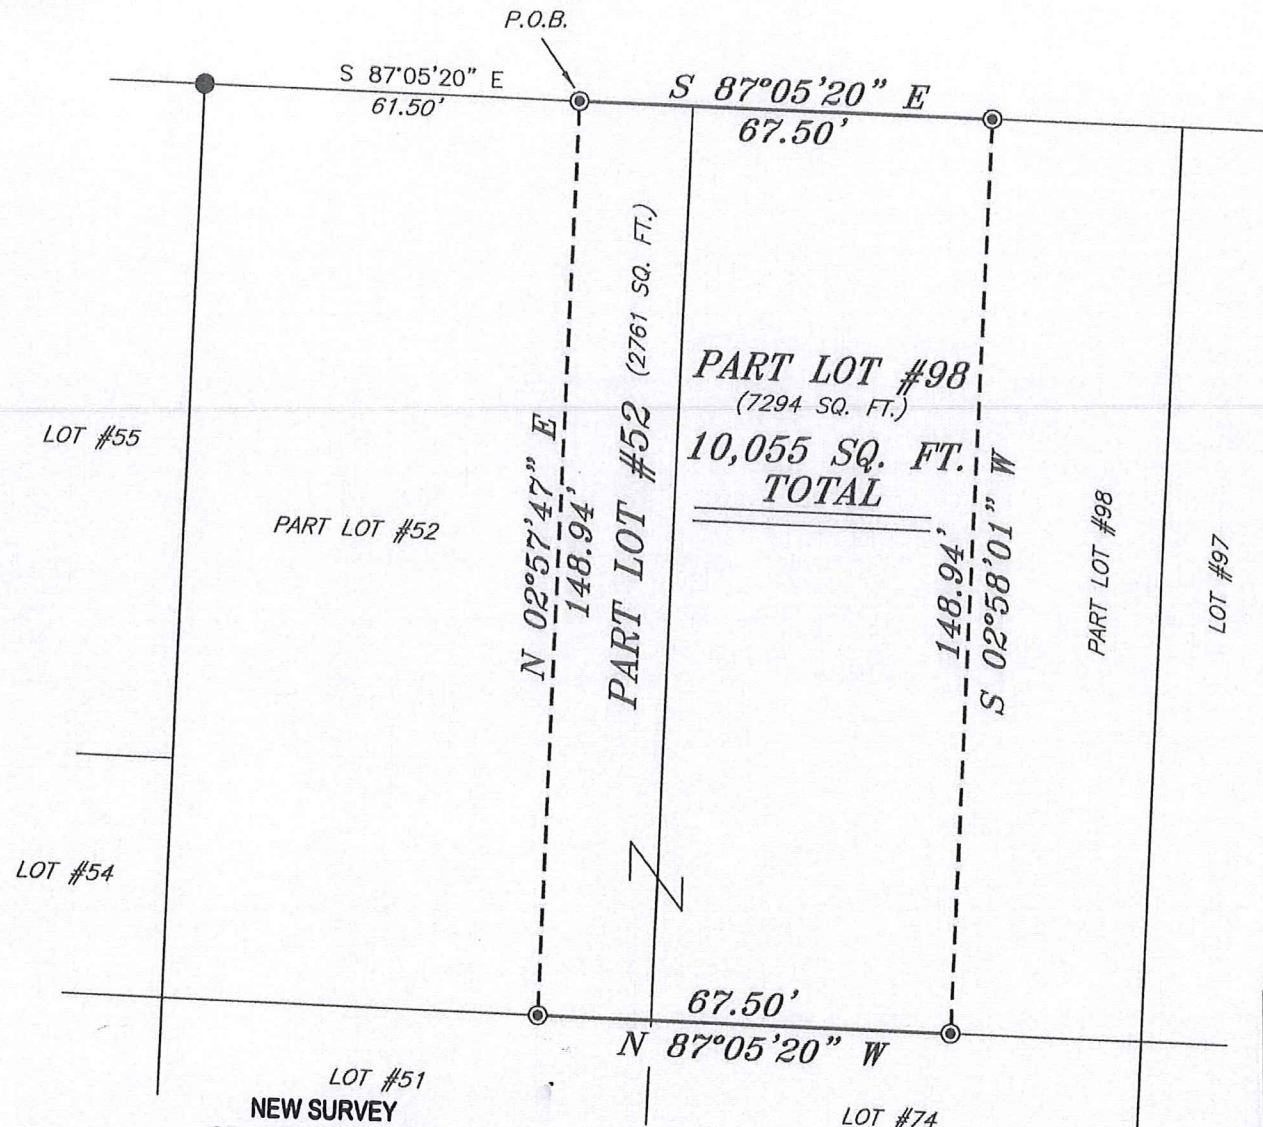 P.O.B.
S 87°05'20" E
61.50'
S 87°05'20" E
67.50'
PART LOT #52 (2761 SQ. FT.)
PART LOT #98
(7294 SQ. FT.)
10,055 SQ. FT.
TOTAL
LOT #55
PART LOT #52
N 02°57'47" E
148.94'
148.94'
S 02°58'01" W
PART LOT #98
LOT #97
LOT #54
67.50'
N 87°05'20" W
LOT #51
NEW SURVEY
LOT #74